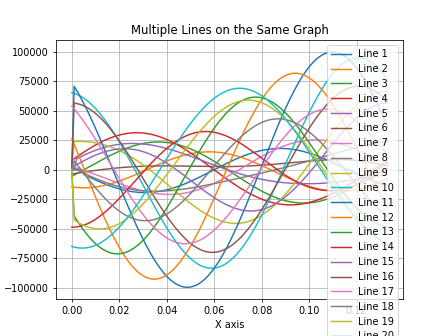 Multiple Lines on the Same Graph
100000
75000
50000
25000
0
−25000
−50000
−75000
−100000
0.00
0.02
0.04
0.06
0.08
0.10
X axis
Line 1
Line 2
Line 3
Line 4
Line 5
Line 6
Line 7
Line 8
Line 9
Line 10
Line 11
Line 12
Line 13
Line 14
Line 15
Line 16
Line 17
Line 18
Line 19
Line 20